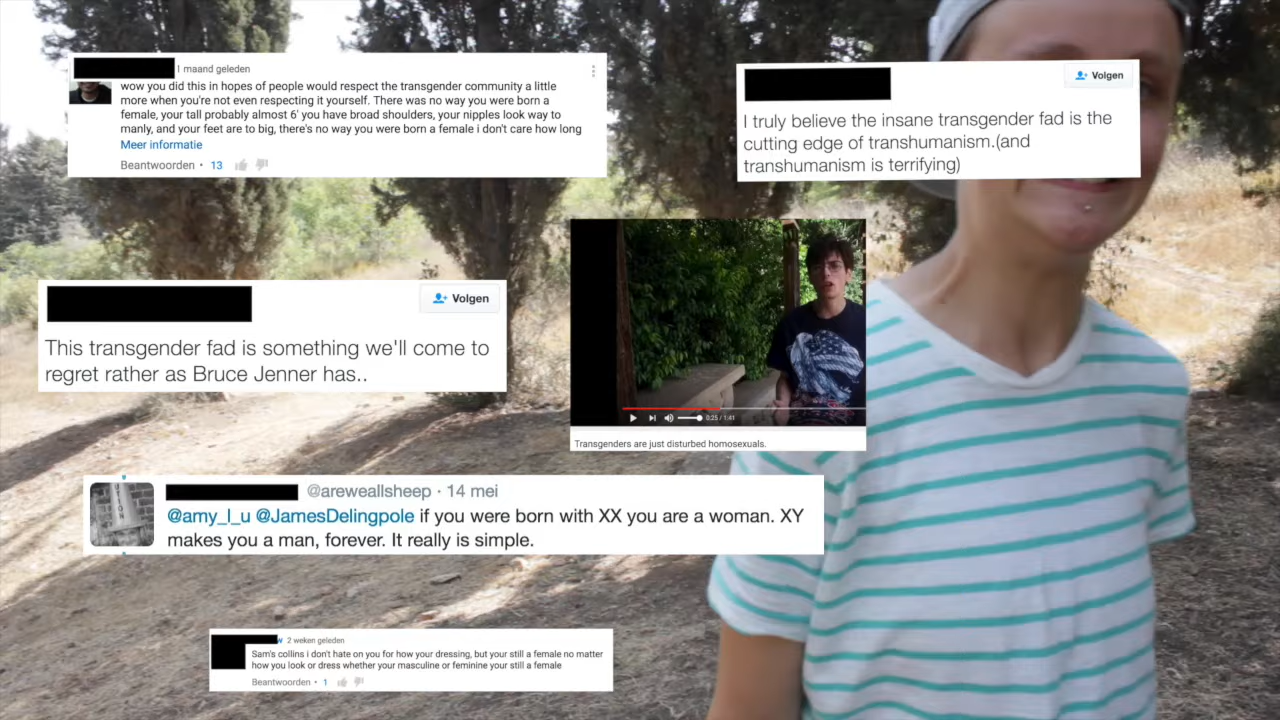 1 maand geleden
wow you did this in hopes of people would respect the transgender community a little
more when you're not even respecting it yourself. There was no way you were born a
female, your tall probably almost 6' you have broad shoulders, your nipples look way to
manly, and your feet are to big, there's no way you were born a female i don't care how long
Meer informatie
Beantwoorden • 13
Volgen
I truly believe the insane transgender fad is the
cutting edge of transhumanism.(and
transhumanism is terrifying)
Volgen
This transgender fad is something we'll come to
regret rather as Bruce Jenner has..
0:25 / 1:41
Transgenders are just disturbed homosexuals.
@areweallsheep · 14 mei
@amy_l_u @JamesDelingpole if you were born with XX you are a woman. XY
makes you a man, forever. It really is simple.
2 weken geleden
Sam's collins i don't hate on you for how your dressing, but your still a female no matter
how you look or dress whether your masculine or feminine your still a female
Beantwoorden • 1